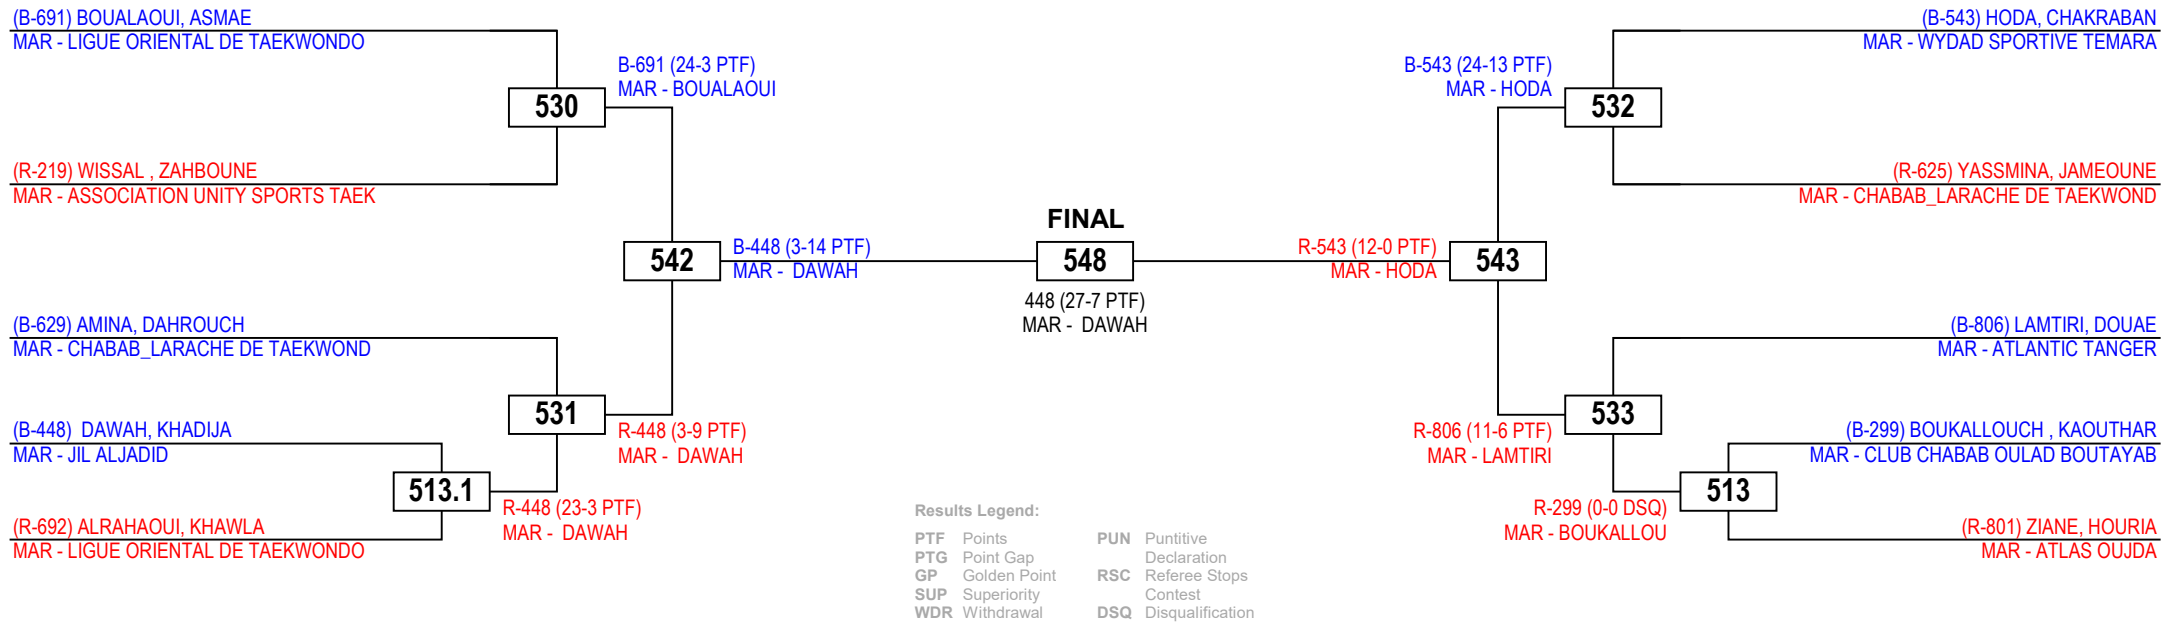 (B-691) BOUALAOUI, ASMAE
MAR - LIGUE ORIENTAL DE TAEKWONDO
B-691 (24-3 PTF)
MAR - BOUALAOUI
530
(R-219) WISSAL , ZAHBOUNE
MAR - ASSOCIATION UNITY SPORTS TAEK
542
B-448 (3-14 PTF)
MAR -  DAWAH
(B-629) AMINA, DAHROUCH
MAR - CHABAB_LARACHE DE TAEKWOND
531
R-448 (3-9 PTF)
MAR -  DAWAH
(B-448)  DAWAH, KHADIJA
MAR - JIL ALJADID
513.1
R-448 (23-3 PTF)
MAR -  DAWAH
(R-692) ALRAHAOUI, KHAWLA
MAR - LIGUE ORIENTAL DE TAEKWONDO
FINAL
548
448 (27-7 PTF)
MAR -  DAWAH
(B-543) HODA, CHAKRABAN
MAR - WYDAD SPORTIVE TEMARA
B-543 (24-13 PTF)
MAR - HODA
532
(R-625) YASSMINA, JAMEOUNE
MAR - CHABAB_LARACHE DE TAEKWOND
R-543 (12-0 PTF)
MAR - HODA
543
(B-806) LAMTIRI, DOUAE
MAR - ATLANTIC TANGER
533
R-806 (11-6 PTF)
MAR - LAMTIRI
(B-299) BOUKALLOUCH , KAOUTHAR
MAR - CLUB CHABAB OULAD BOUTAYAB
513
R-299 (0-0 DSQ)
MAR - BOUKALLOU
(R-801) ZIANE, HOURIA
MAR - ATLAS OUJDA
Results Legend:
PTF Points
PTG Point Gap
GP Golden Point
SUP Superiority
WDR Withdrawal
PUN Puntitive
Declaration
RSC Referee Stops
Contest
DSQ Disqualification